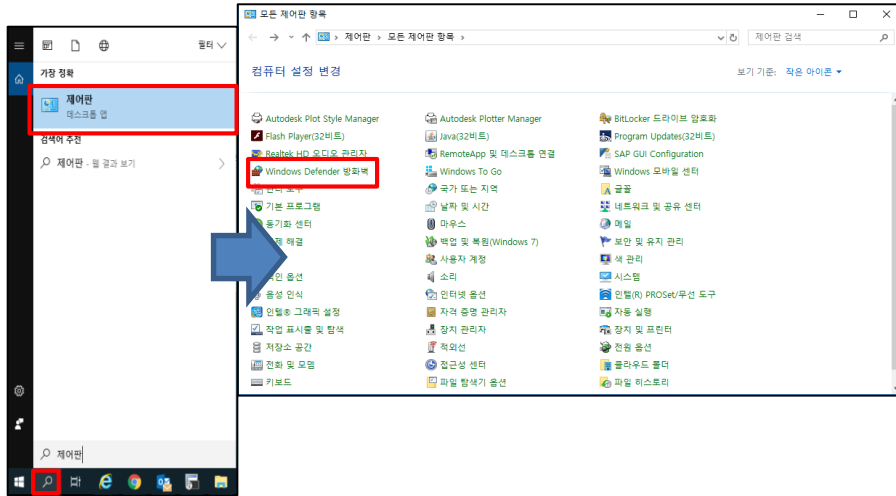 필터
가장 정확
제어판
데스크톱 앱
검색어 추천
제어판 - 웹 결과 보기
제어판
모든 제어판 항목
제어판 › 모든 제어판 항목 ›
제어판 검색
컴퓨터 설정 변경
보기 기준: 작은 아이콘
Autodesk Plot Style Manager
Autodesk Plotter Manager
BitLocker 드라이브 암호화
Flash Player(32비트)
Java(32비트)
Program Updates(32비트)
Realtek HD 오디오 관리자
RemoteApp 및 데스크톱 연결
SAP GUI Configuration
Windows Defender 방화벽
Windows To Go
Windows 모바일 센터
관리 도구
국가 또는 지역
글꼴
기본 프로그램
날짜 및 시간
네트워크 및 공유 센터
동기화 센터
마우스
메일
해결
백업 및 복원(Windows 7)
보안 및 유지 관리
사용자 계정
색 관리
옵션
소리
시스템
음성 인식
인터넷 옵션
인텔(R) PROSet/무선 도구
인텔® 그래픽 설정
자격 증명 관리자
자동 실행
작업 표시줄 및 탐색
장치 관리자
장치 및 프린터
저장소 공간
적외선
전원 옵션
전화 및 모뎀
접근성 센터
클라우드 폴더
키보드
파일 탐색기 옵션
파일 히스토리